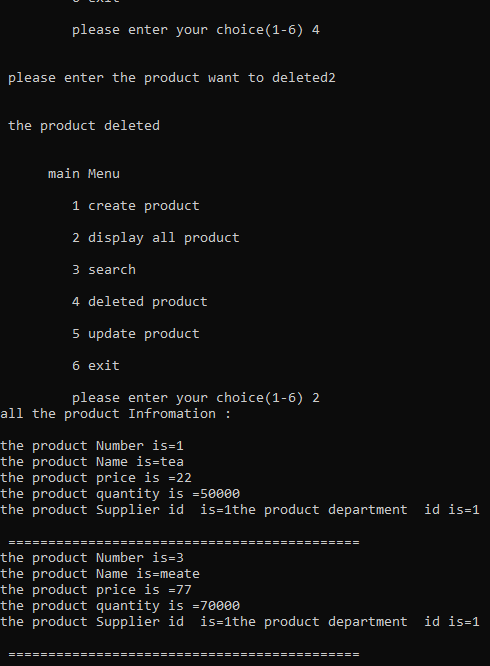 6 exit
please enter your choice(1-6) 4
please enter the product want to deleted2
the product deleted
main Menu
1 create product
2 display all product
3 search
4 deleted product
5 update product
6 exit
please enter your choice(1-6) 2
all the product Infromation :
the product Number is=1
the product Name is=tea
the product price is =22
the product quantity is =50000
the product Supplier id  is=1the product department  id is=1
============================================
the product Number is=3
the product Name is=meate
the product price is =77
the product quantity is =70000
the product Supplier id  is=1the product department  id is=1
============================================